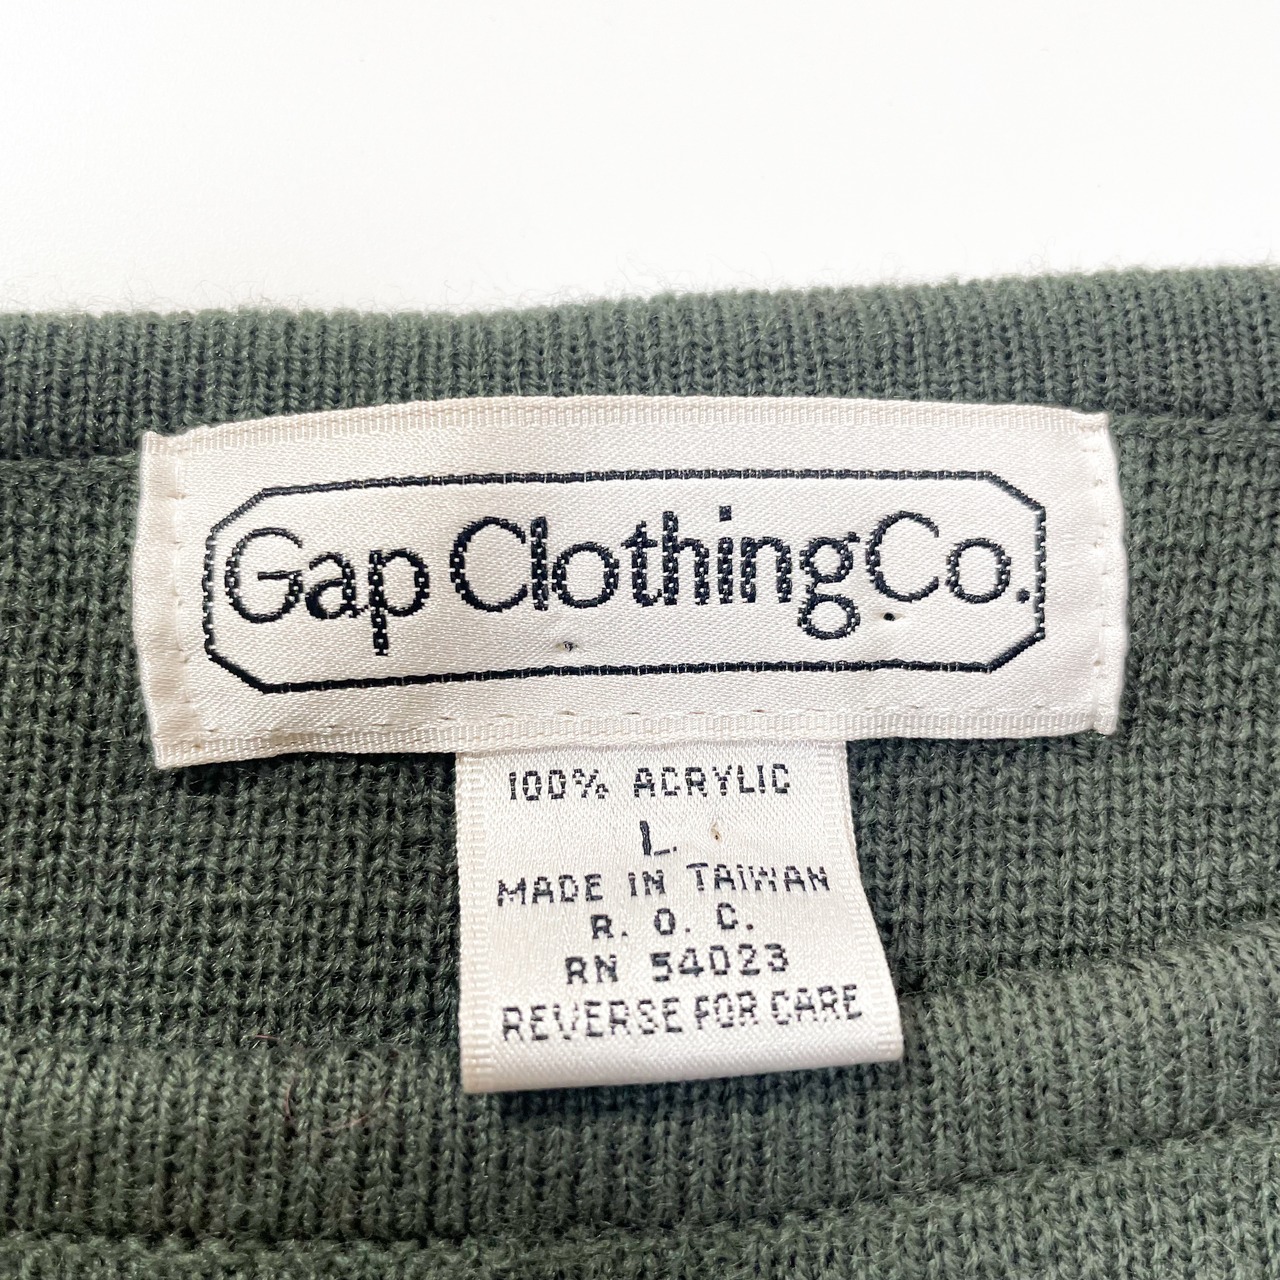 Gap Clothing Co.
100% ACRYLIC
L
MADE IN TAIWAN
R. O. C.
RN 54023
REVERSE FOR CARE